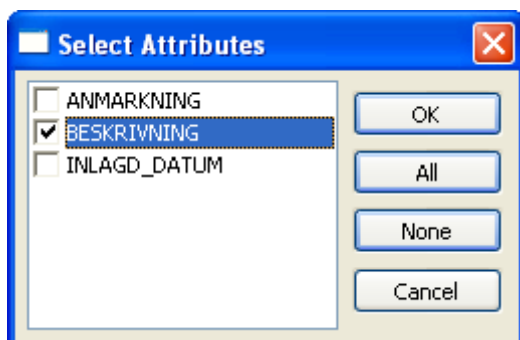 Select Attributes
ANMARKNING
BESKRIVNING
INLAGD_DATUM
OK
All
None
Cancel